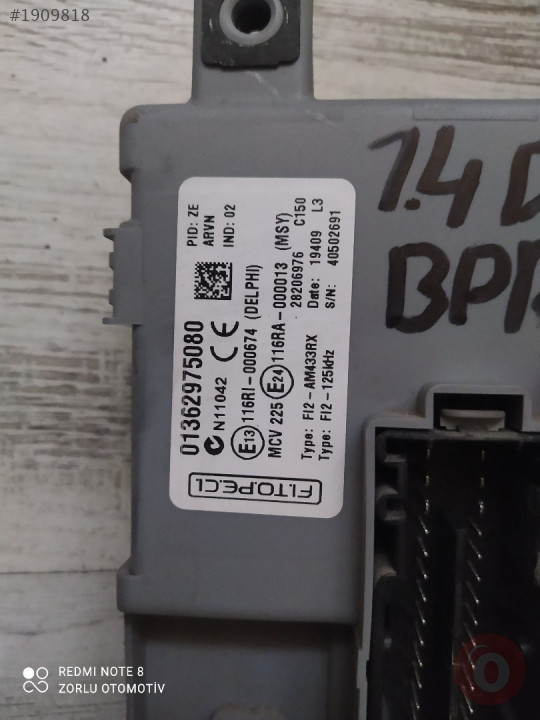 #1909818
1.4
PID: ZE
ARVN
IND: 02
01362975080
N11042 CE
E13 116RI-000674 (DELPHI)
MCV 225 E24 116RA-000013 (MSY)
28206976 C150
Type: FI2-AM433RX Date: 19409 L3
Type: FI2-125kHz S/N: 40502691
FI.TO.PE.CI.
REDMI NOTE 8
ZORLU OTOMOTİV